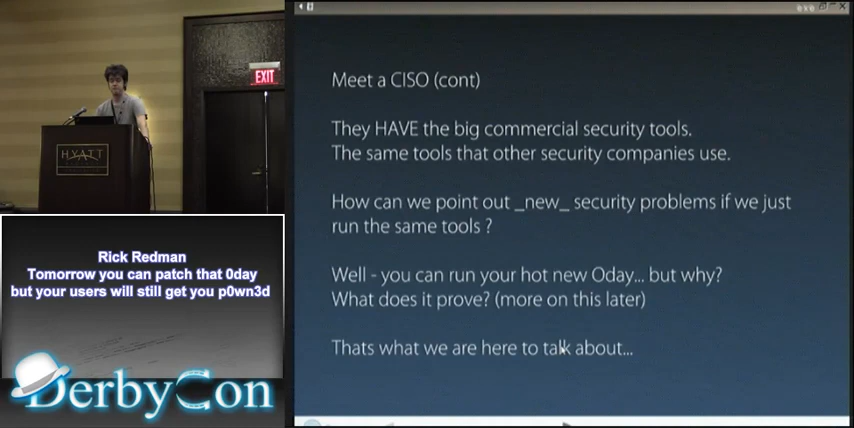 EXIT
HYATT
Rick Redman
Tomorrow you can patch that 0day
but your users will still get you p0wn3d
DerbyCon
Meet a CISO (cont)
They HAVE the big commercial security tools.
The same tools that other security companies use.
How can we point out _new_ security problems if we just
run the same tools ?
Well - you can run your hot new 0day... but why?
What does it prove? (more on this later)
Thats what we are here to talk about...